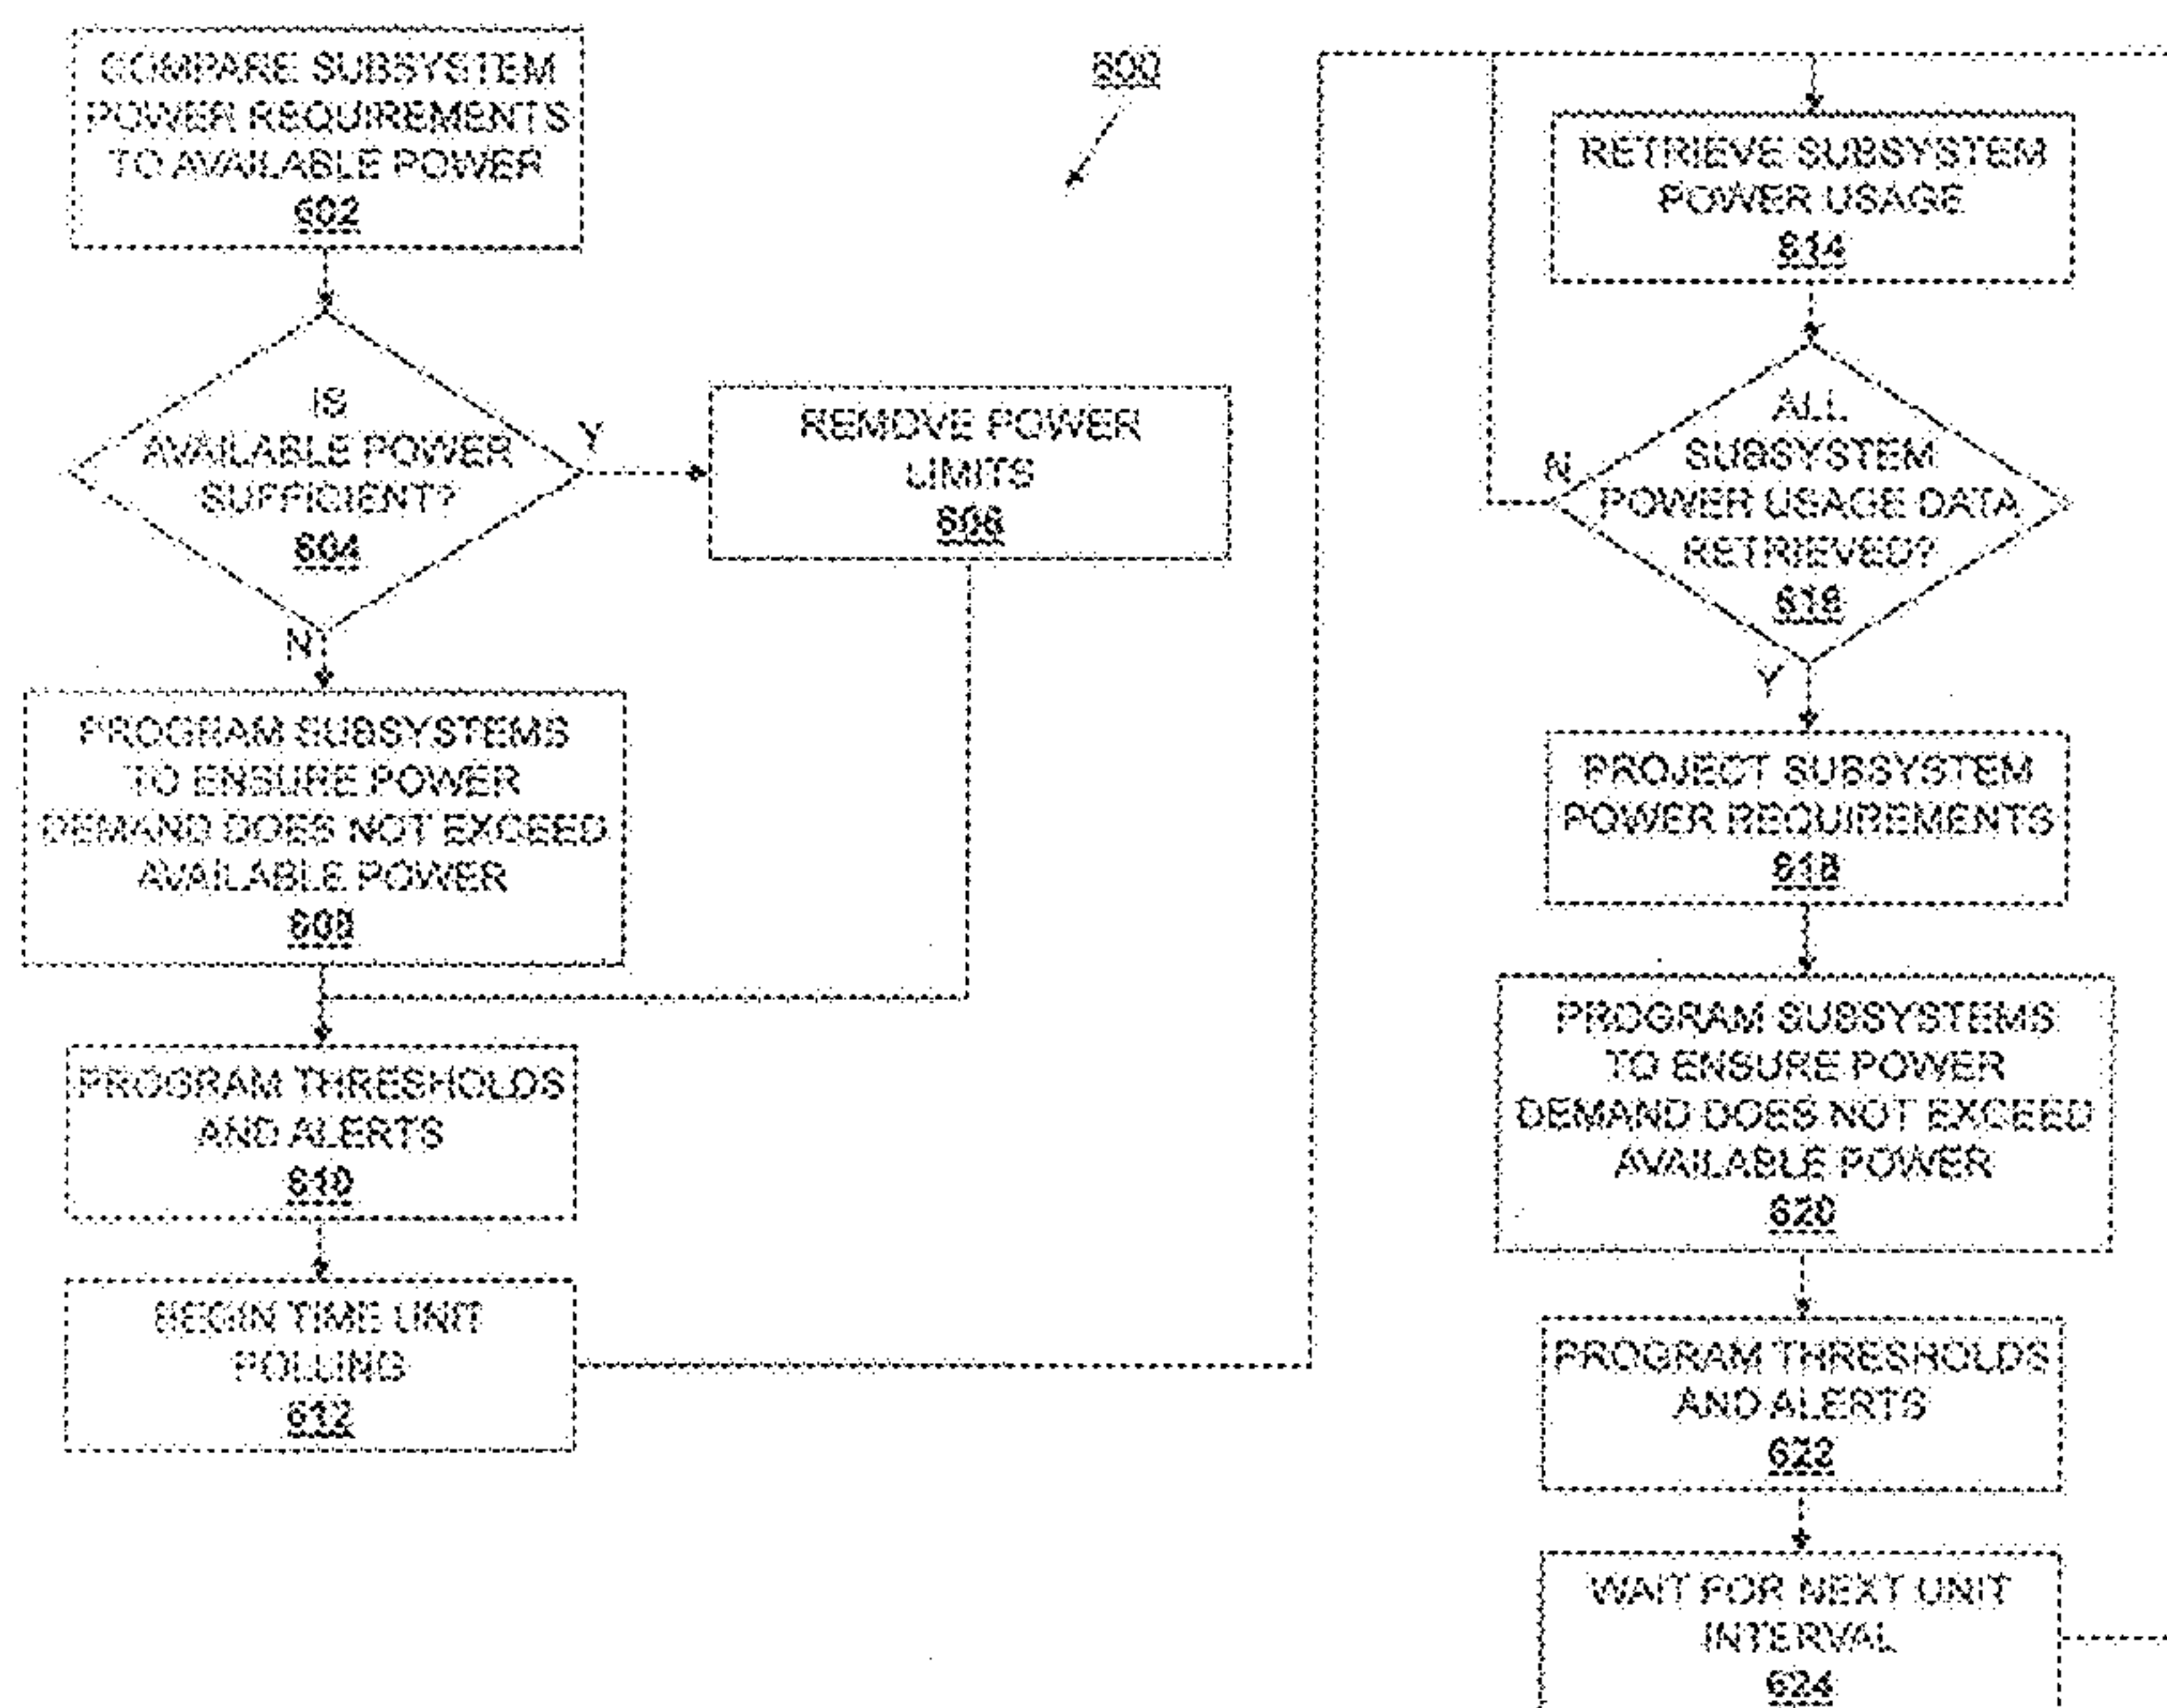 COMPARE SUBSYSTEM
POWER REQUIREMENTS
TO AVAILABLE POWER
602
IS
AVAILABLE POWER
SUFFICIENT?
604
Y
N
REMOVE POWER
LIMITS
606
PROGRAM SUBSYSTEMS
TO ENSURE POWER
DEMAND DOES NOT EXCEED
AVAILABLE POWER
608
PROGRAM THRESHOLDS
AND ALERTS
610
BEGIN TIME UNIT
POLLING
612
600
RETRIEVE SUBSYSTEM
POWER USAGE
614
ALL
SUBSYSTEM
POWER USAGE DATA
RETRIEVED?
616
N
Y
PROJECT SUBSYSTEM
POWER REQUIREMENTS
618
PROGRAM SUBSYSTEMS
TO ENSURE POWER
DEMAND DOES NOT EXCEED
AVAILABLE POWER
620
PROGRAM THRESHOLDS
AND ALERTS
622
WAIT FOR NEXT UNIT
INTERVAL
624